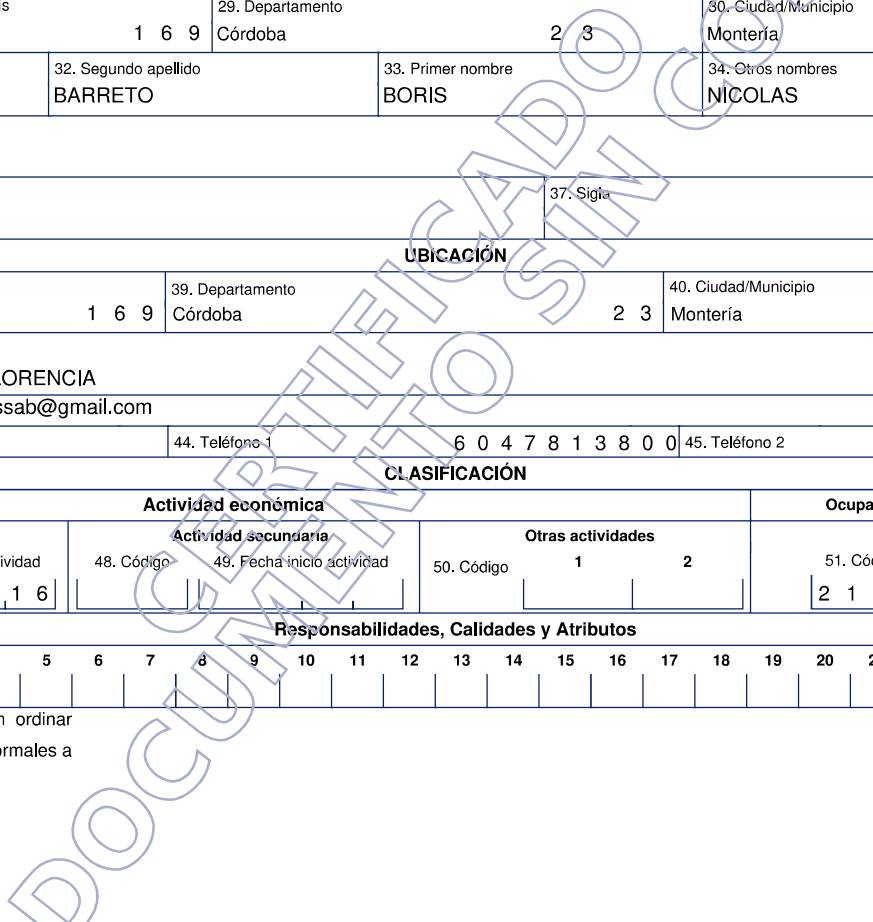 29. Departamento 30. Ciudad/Municipio
1 6 9 Córdoba 2 3 Montería
32. Segundo apellido 33. Primer nombre 34. Otros nombres
BARRETO BORIS NICOLAS
37. Sigla
UBICACIÓN
39. Departamento 40. Ciudad/Municipio
1 6 9 Córdoba 2 3 Montería
LORENCIA
ssab@gmail.com
44. Teléfono 1 6 0 4 7 8 1 3 8 0 0 45. Teléfono 2
CLASIFICACIÓN
Actividad económica Ocupa
Actividad secundaria Otras actividades
ividad 48. Código 49. Fecha inicio actividad 50. Código 1 2 51. Có
1 6 2 1
Responsabilidades, Calidades y Atributos
5 6 7 8 9 10 11 12 13 14 15 16 17 18 19 20 2
n ordinar
ormales a
CERTIFICADO
DOCUMENTO SIN CO